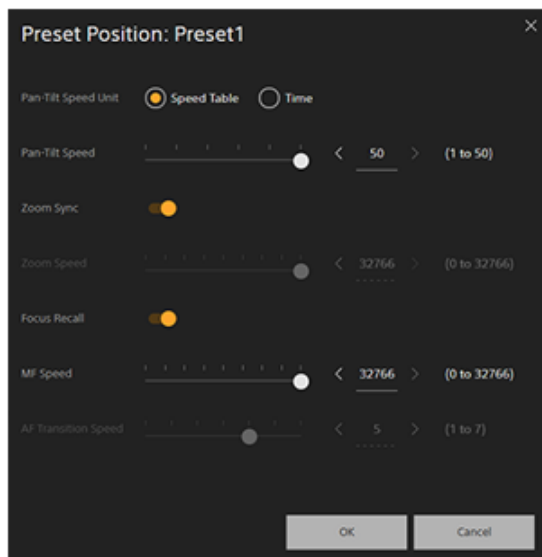 Preset Position: Preset1
Pan-Tilt Speed Unit Speed Table Time
Pan-Tilt Speed 50 (1 to 50)
Zoom Sync
Zoom Speed 32766 (0 to 32766)
Focus Recall
MF Speed 32766 (0 to 32766)
AF Transition Speed 5 (1 to 7)
OK Cancel